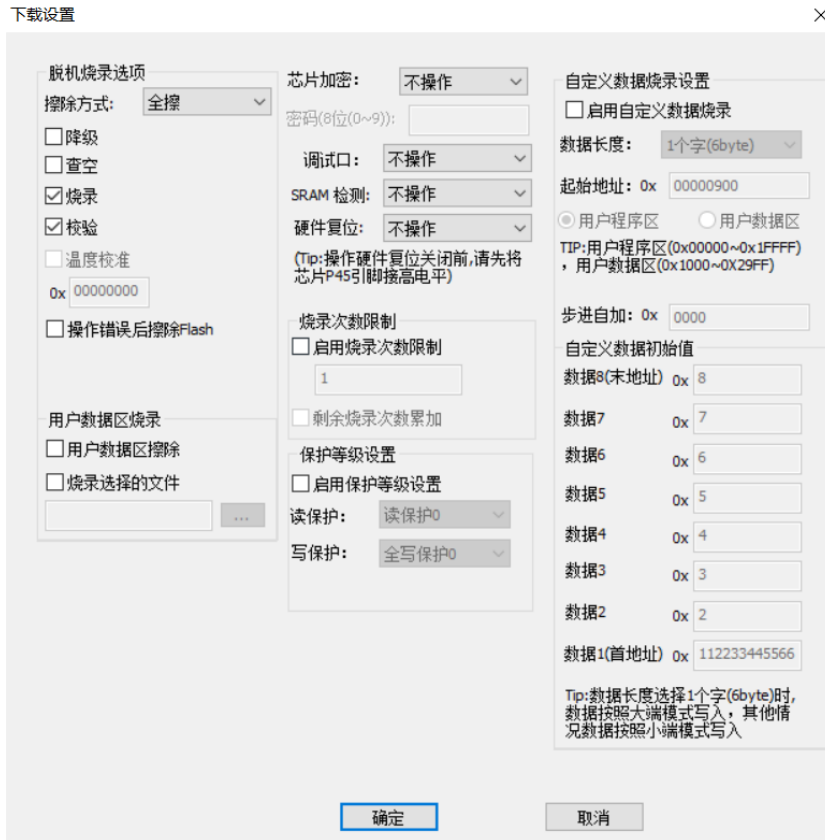 下载设置
脱机烧录选项
擦除方式: 全擦
降级
查空
烧录
校验
温度校准
0x 00000000
操作错误后擦除Flash
用户数据区烧录
用户数据区擦除
烧录选择的文件
...
芯片加密: 不操作
密码(8位(0~9)):
调试口: 不操作
SRAM 检测: 不操作
硬件复位: 不操作
(Tip:操作硬件复位关闭前,请先将
芯片P45引脚接高电平)
烧录次数限制
启用烧录次数限制
1
剩余烧录次数累加
保护等级设置
启用保护等级设置
读保护: 读保护0
写保护: 全写保护0
自定义数据烧录设置
启用自定义数据烧录
数据长度: 1个字(6byte)
起始地址: 0x 00000900
用户程序区 用户数据区
TIP:用户程序区(0x00000~0x1FFFF)
，用户数据区(0x1000~0X29FF)
步进自加: 0x 0000
自定义数据初始值
数据8(末地址) 0x 8
数据7 0x 7
数据6 0x 6
数据5 0x 5
数据4 0x 4
数据3 0x 3
数据2 0x 2
数据1(首地址) 0x 112233445566
Tip:数据长度选择1个字(6byte)时,
数据按照大端模式写入，其他情
况数据按照小端模式写入
确定 取消